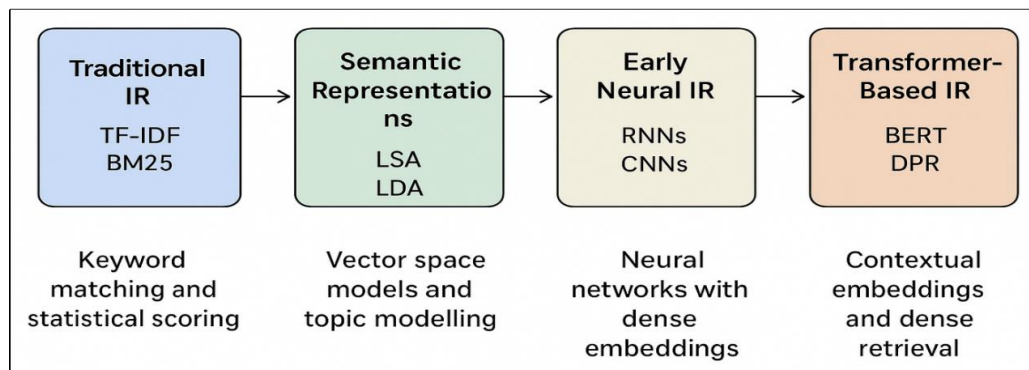 Traditional
IR
TF-IDF
BM25
Semantic
Representatio
ns
LSA
LDA
Early
Neural IR
RNNs
CNNs
Transformer-
Based IR
BERT
DPR
Keyword
matching and
statistical scoring
Vector space
models and
topic modelling
Neural
networks with
dense
embeddings
Contextual
embeddings
and dense
retrieval